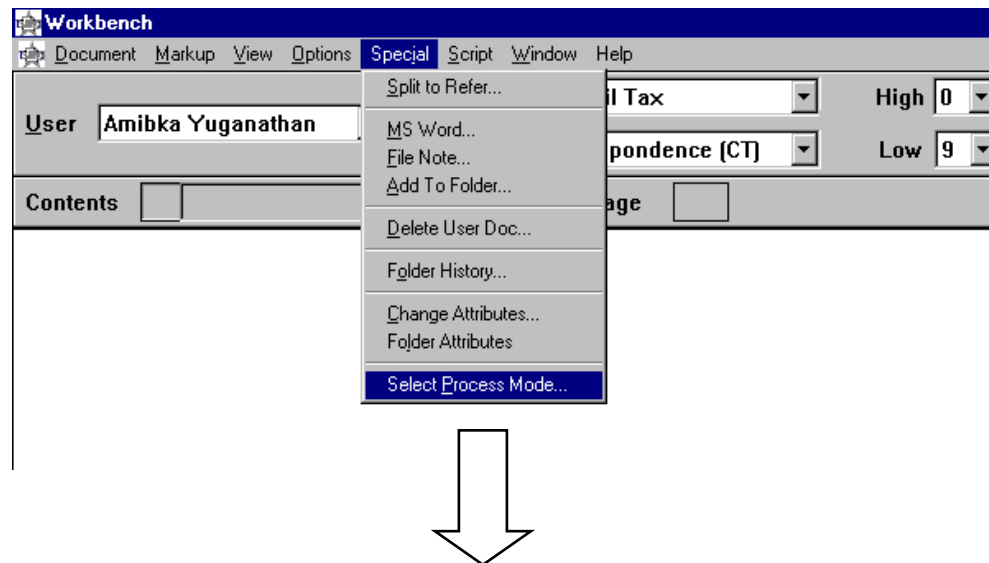 Workbench
Document Markup View Options Special Script Window Help
Split to Refer...
il Tax High 0
User Amibka Yuganathan
MS Word...
File Note...
pondence (CT) Low 9
Add To Folder...
Contents age
Delete User Doc...
Folder History...
Change Attributes...
Folder Attributes
Select Process Mode...